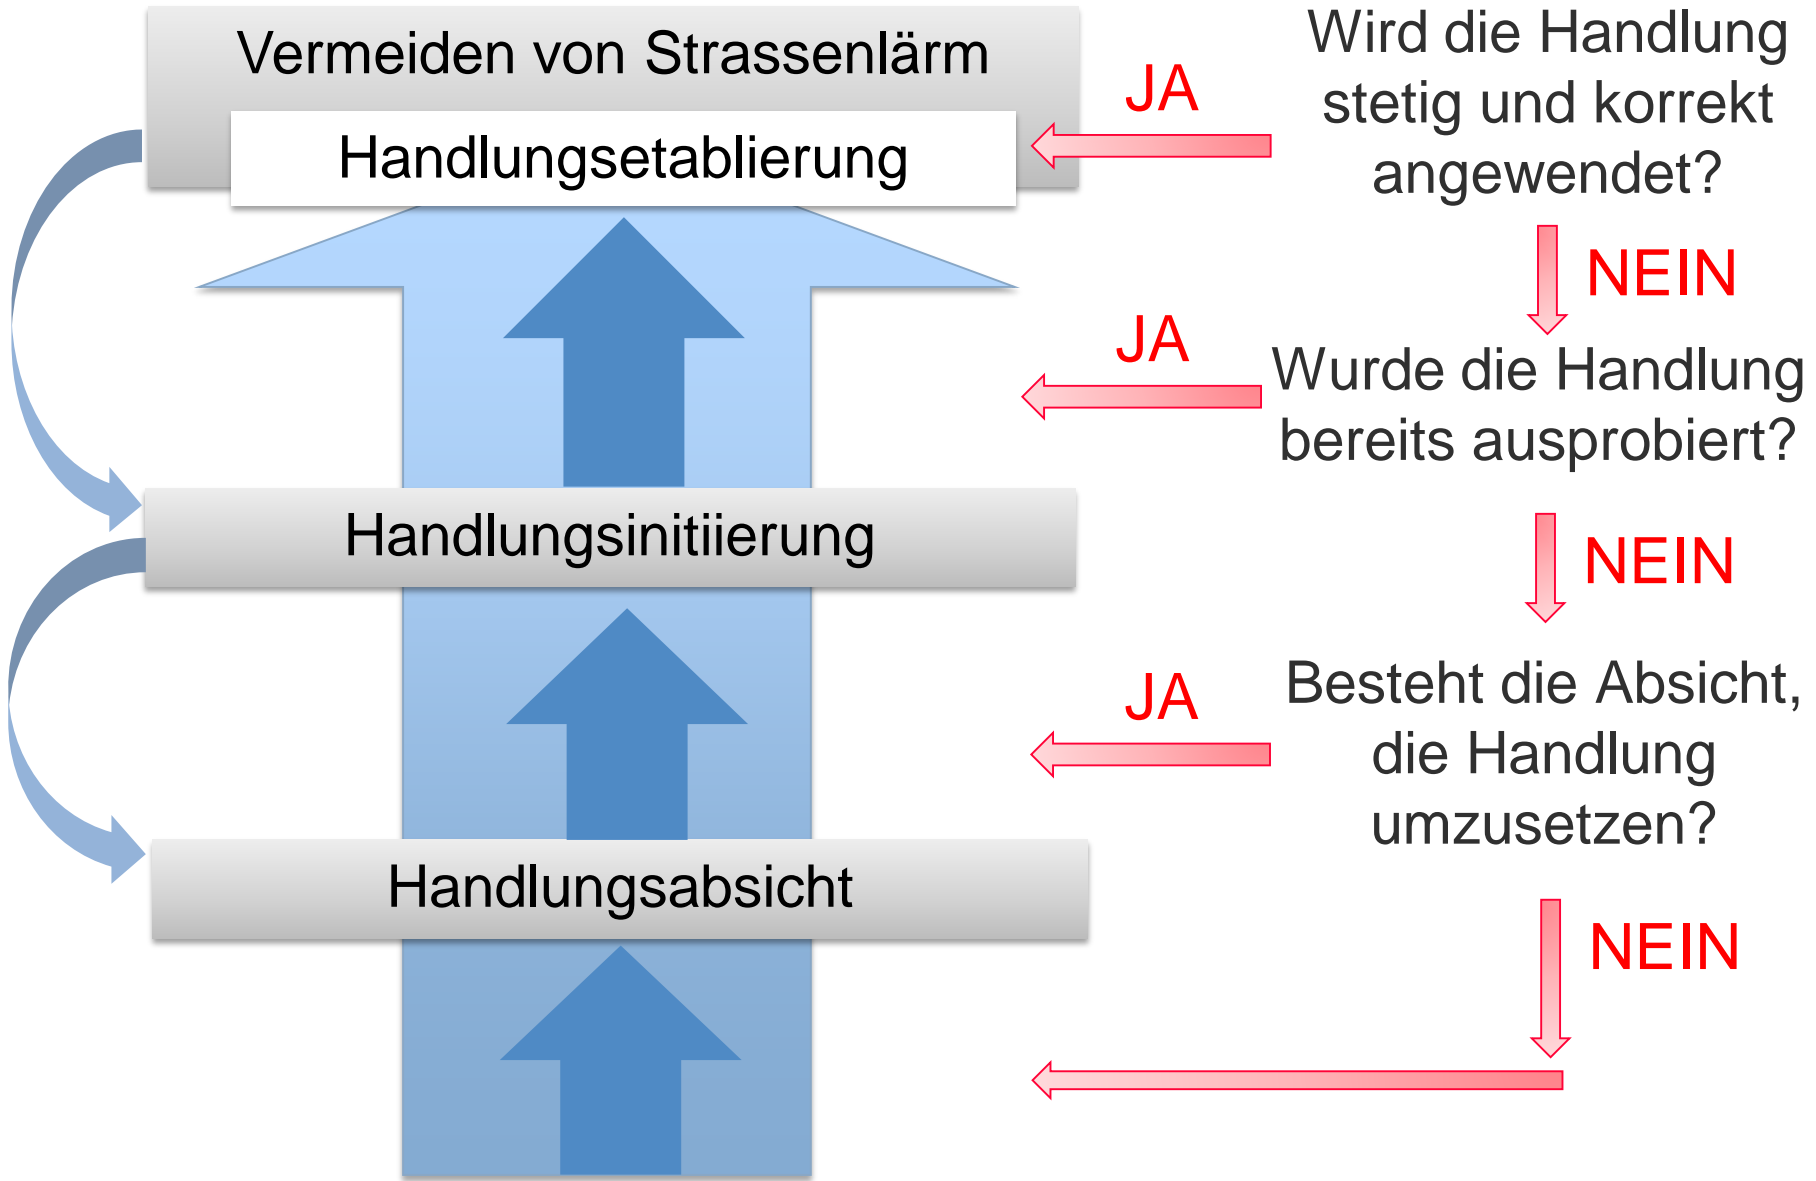 Vermeiden von Strassenlärm
Handlungsetablierung
JA
Wird die Handlung
stetig und korrekt
angewendet?
NEIN
JA
Wurde die Handlung
bereits ausprobiert?
Handlungsinitiierung
NEIN
JA
Besteht die Absicht,
die Handlung
umzusetzen?
Handlungsabsicht
NEIN